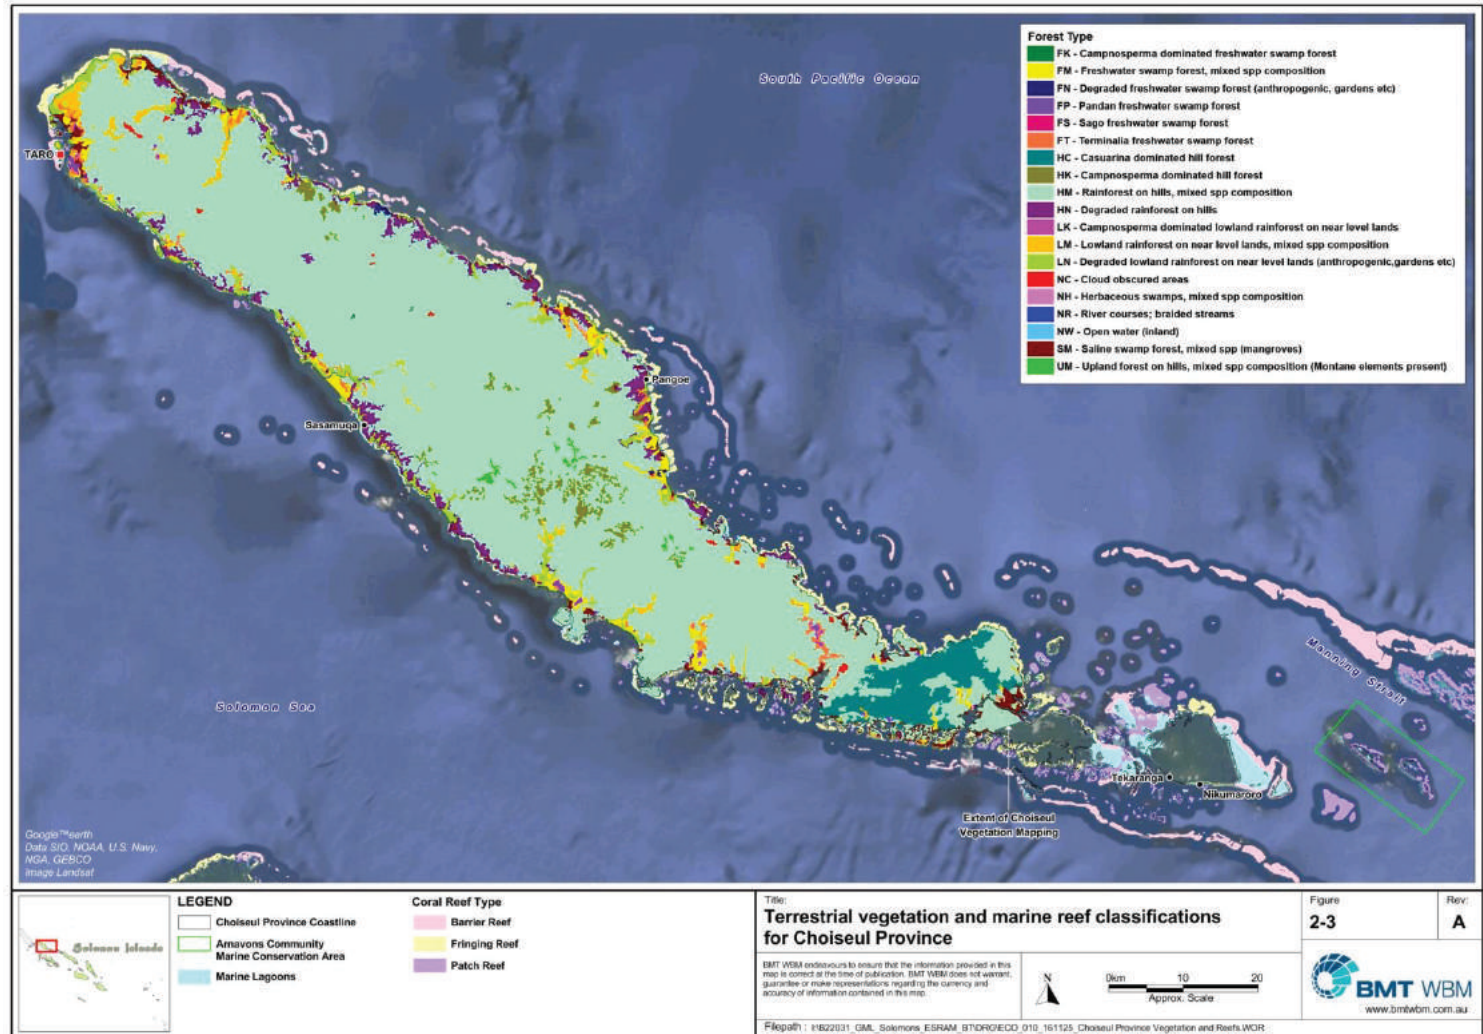 South Pacific Ocean
Forest Type
FK - Campnosperma dominated freshwater swamp forest
FM - Freshwater swamp forest, mixed spp composition
FN - Degraded freshwater swamp forest (anthropogenic, gardens etc)
FP - Pandan freshwater swamp forest
FS - Sago freshwater swamp forest
FT - Terminalia freshwater swamp forest
HC - Casuarina dominated hill forest
HK - Campnosperma dominated hill forest
HM - Rainforest on hills, mixed spp composition
HN - Degraded rainforest on hills
LK - Campnosperma dominated lowland rainforest on near level lands
LM - Lowland rainforest on near level lands, mixed spp composition
LN - Degraded lowland rainforest on near level lands (anthropogenic,gardens etc)
NC - Cloud obscured areas
NH - Herbaceous swamps, mixed spp composition
NR - River courses; braided streams
NW - Open water (inland)
SM - Saline swamp forest, mixed spp (mangroves)
UM - Upland forest on hills, mixed spp composition (Montane elements present)
TARO
Pangoe
Sasamuqa
Manning Strait
Solomon Sea
Tekaranga
Nikumaroro
Extent of Choiseul
Vegetation Mapping
Google™earth
Data SIO, NOAA, U.S. Navy,
NGA, GEBCO
Image Landsat
Solomon Islands
LEGEND
Choiseul Province Coastline
Arnavons Community
Marine Conservation Area
Marine Lagoons
Coral Reef Type
Barrier Reef
Fringing Reef
Patch Reef
Title:
Terrestrial vegetation and marine reef classifications
for Choiseul Province
BMT WBM endeavours to ensure that the information provided in this
map is correct at the time of publication. BMT WBM does not warrant,
guarantee or make representations regarding the currency and
accuracy of information contained in this map.
N
0km 10 20
Approx. Scale
Figure
2-3
Rev:
A
BMT WBM
www.bmtwbm.com.au
Filepath : I:\B22031_GML_Solomons_ESRAM_BT\DRG\ECO_010_161125_Choiseul Province Vegetation and Reefs.WOR